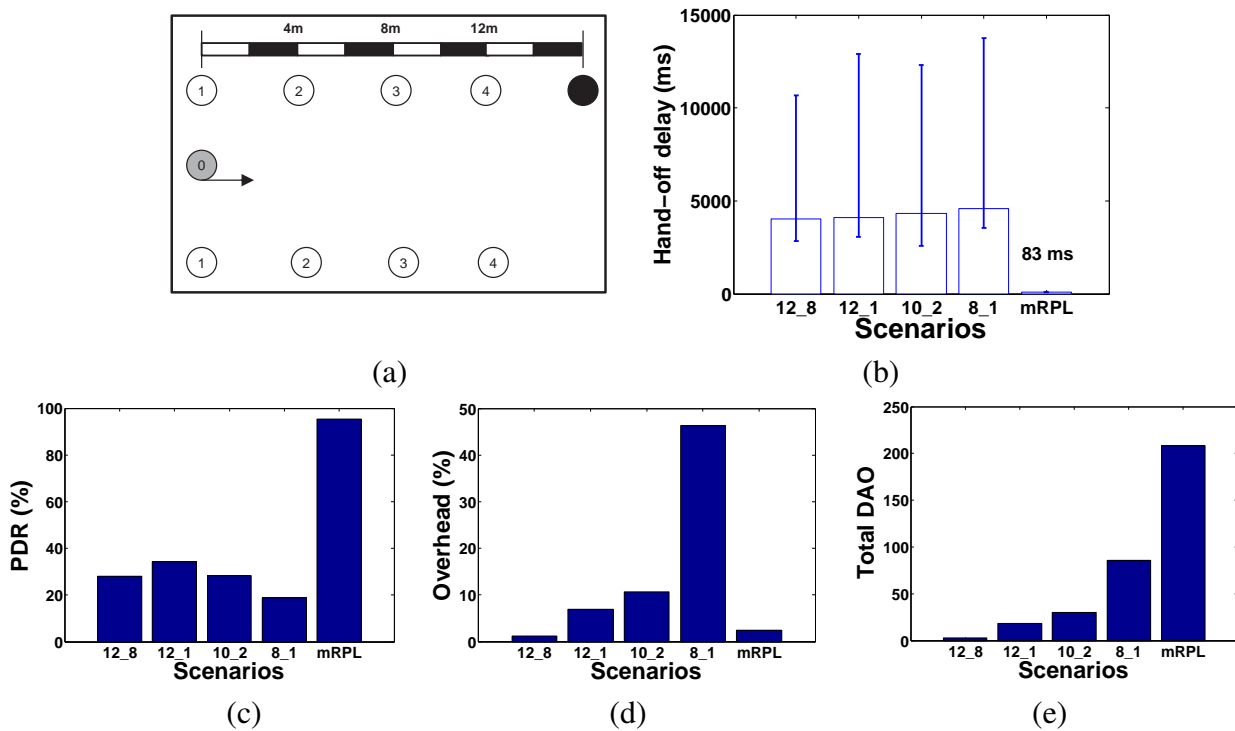 4m 8m 12m
1 2 3 4
0
1 2 3 4
(a)
Hand-off delay (ms)
15000
10000
5000
0
83 ms
12_8 12_1 10_2 8_1 mRPL
Scenarios
(b)
PDR (%)
100
80
60
40
20
0
12_8 12_1 10_2 8_1 mRPL
Scenarios
(c)
Overhead (%)
50
40
30
20
10
0
12_8 12_1 10_2 8_1 mRPL
Scenarios
(d)
Total DAO
250
200
150
100
50
0
12_8 12_1 10_2 8_1 mRPL
Scenarios
(e)